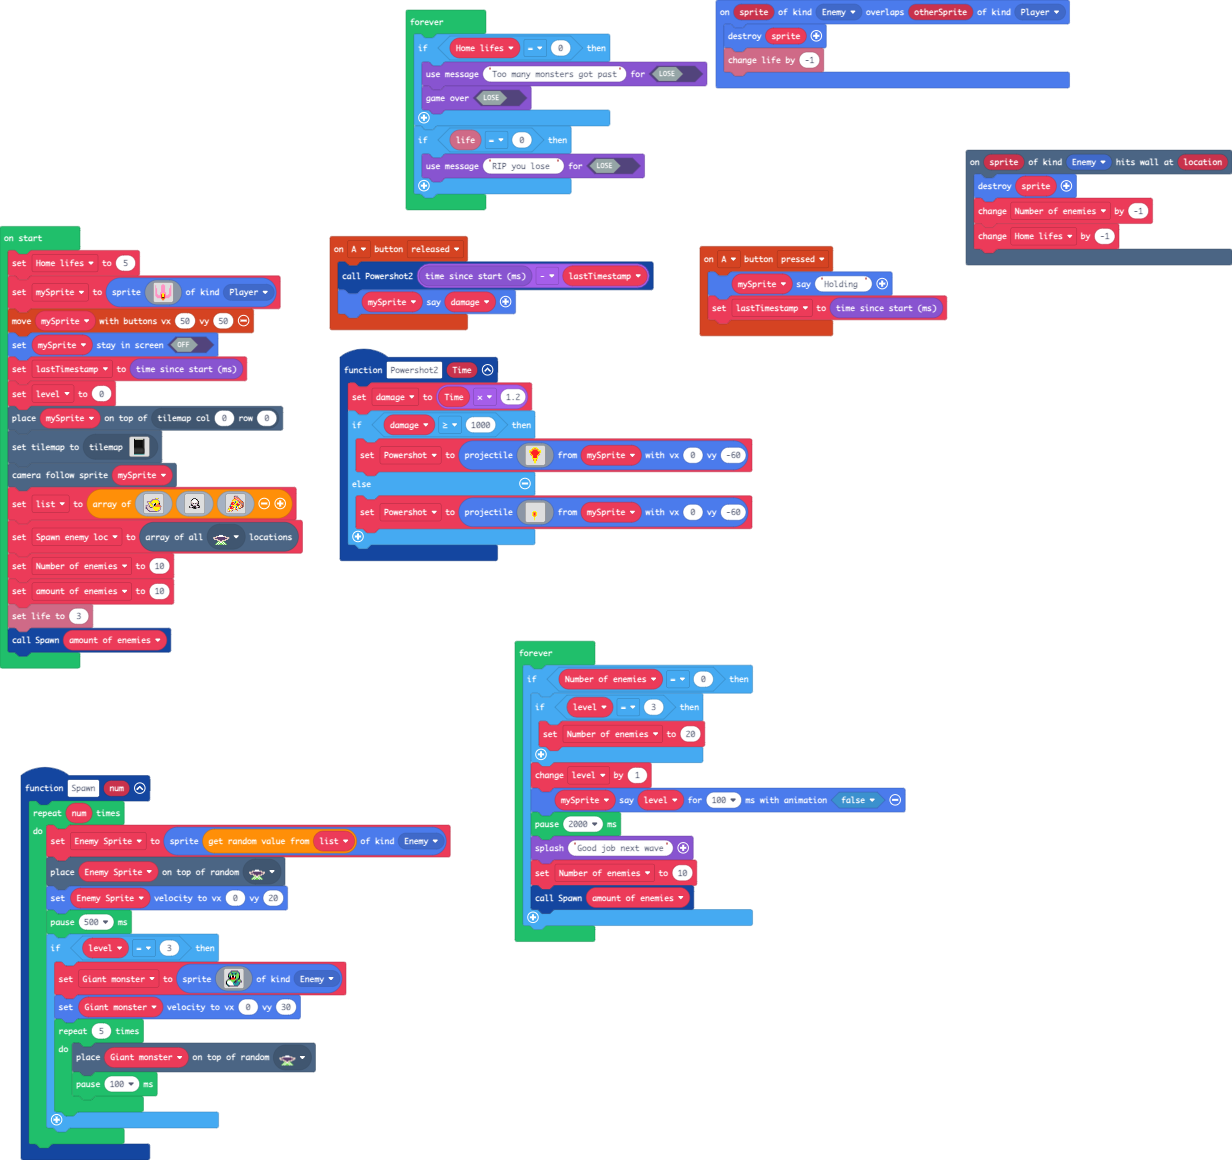 forever
if Home lifes = 0 then
use message "Too many monsters got past" for LOSE
game over LOSE
if life = 0 then
use message "RIP you lose " for LOSE
on sprite of kind Enemy overlaps otherSprite of kind Player
destroy sprite
change life by -1
on sprite of kind Enemy hits wall at location
destroy sprite
change Number of enemies by -1
change Home lifes by -1
on start
set Home lifes to 5
set mySprite to sprite of kind Player
move mySprite with buttons vx 50 vy 50
set mySprite stay in screen OFF
set lastTimestamp to time since start (ms)
set level to 0
place mySprite on top of tilemap col 0 row 0
set tilemap to tilemap
camera follow sprite mySprite
set list to array of
set Spawn enemy loc to array of all locations
set Number of enemies to 10
set amount of enemies to 10
set life to 3
call Spawn amount of enemies
on A button released
call Powershot2 time since start (ms) - lastTimestamp
mySprite say damage
on A button pressed
mySprite say "Holding "
set lastTimestamp to time since start (ms)
function Powershot2 Time
set damage to Time × 1.2
if damage ≥ 1000 then
set Powershot to projectile from mySprite with vx 0 vy -60
else
set Powershot to projectile from mySprite with vx 0 vy -60
forever
if Number of enemies = 0 then
if level = 3 then
set Number of enemies to 20
change level by 1
mySprite say level for 100 ms with animation false
pause 2000 ms
splash "Good job next wave"
set Number of enemies to 10
call Spawn amount of enemies
function Spawn num
repeat num times
do
set Enemy Sprite to sprite get random value from list of kind Enemy
place Enemy Sprite on top of random
set Enemy Sprite velocity to vx 0 vy 20
pause 500 ms
if level = 3 then
set Giant monster to sprite of kind Enemy
set Giant monster velocity to vx 0 vy 30
repeat 5 times
do
place Giant monster on top of random
pause 100 ms